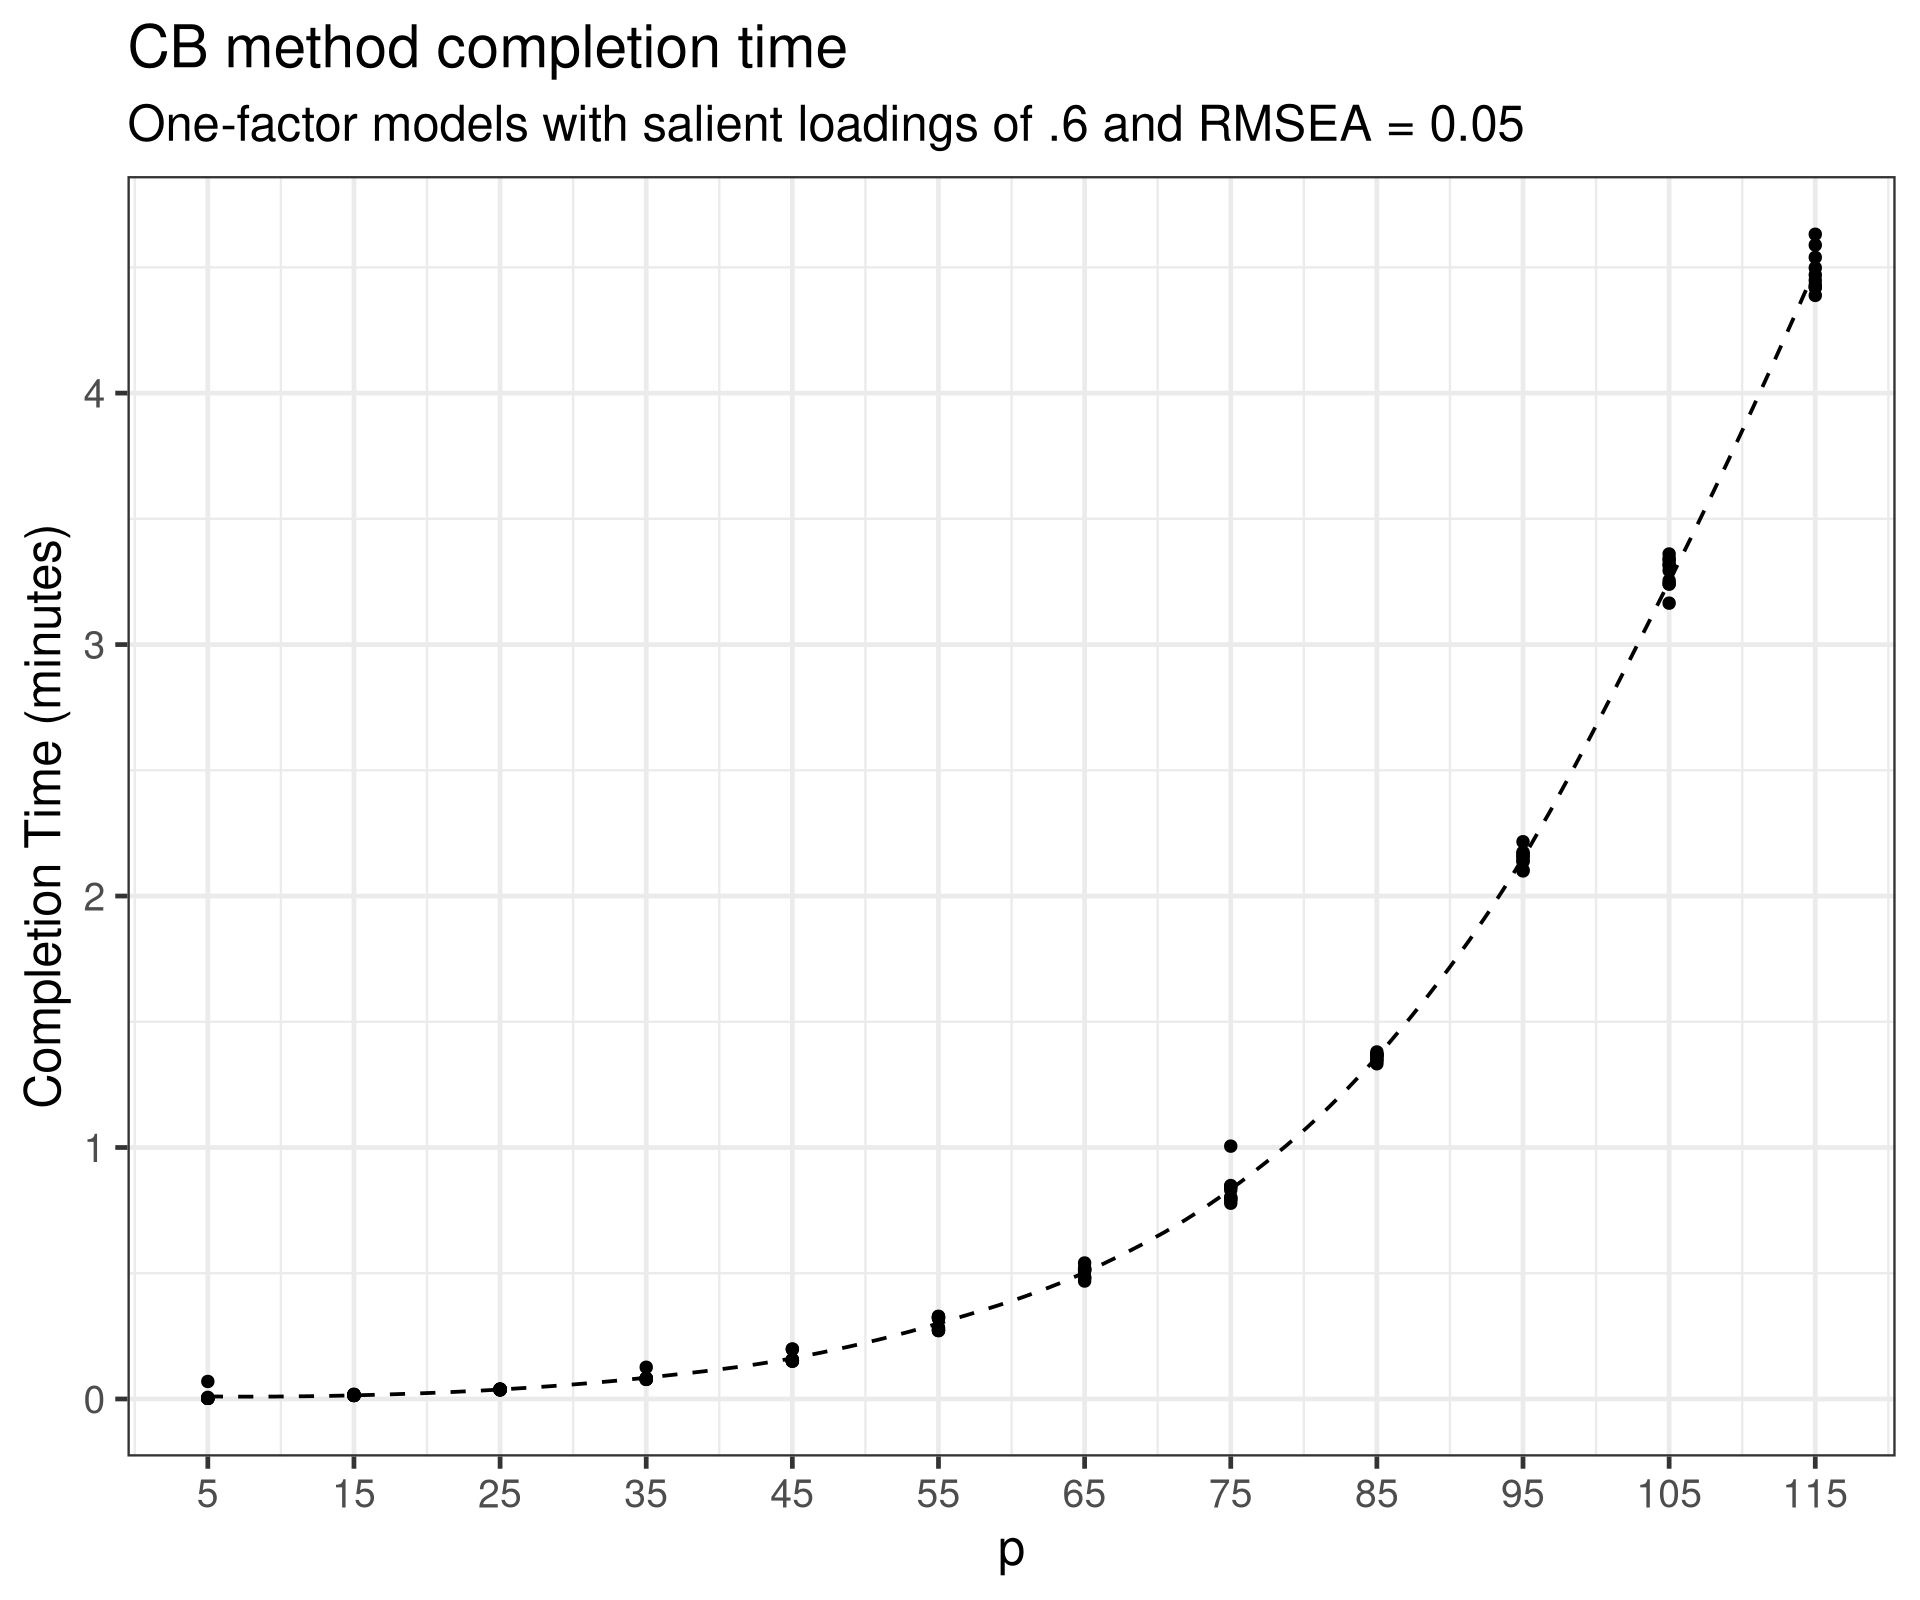 CB method completion time
One-factor models with salient loadings of .6 and RMSEA = 0.05
Completion Time (minutes)
4
3
2
1
0
5 15 25 35 45 55 65 75 85 95 105 115
p